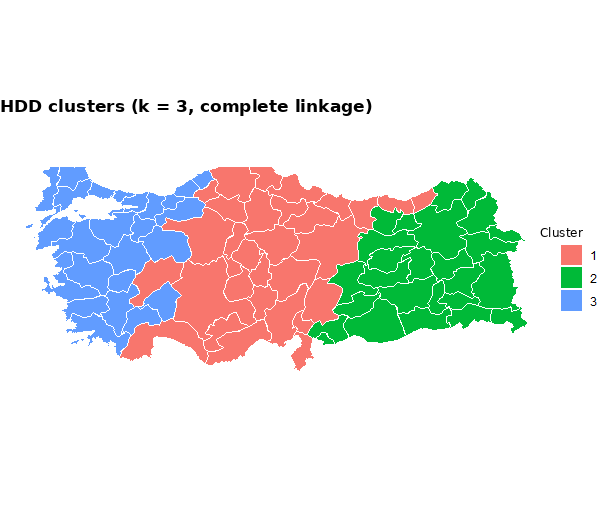 HDD clusters (k = 3, complete linkage)
Cluster
1
2
3